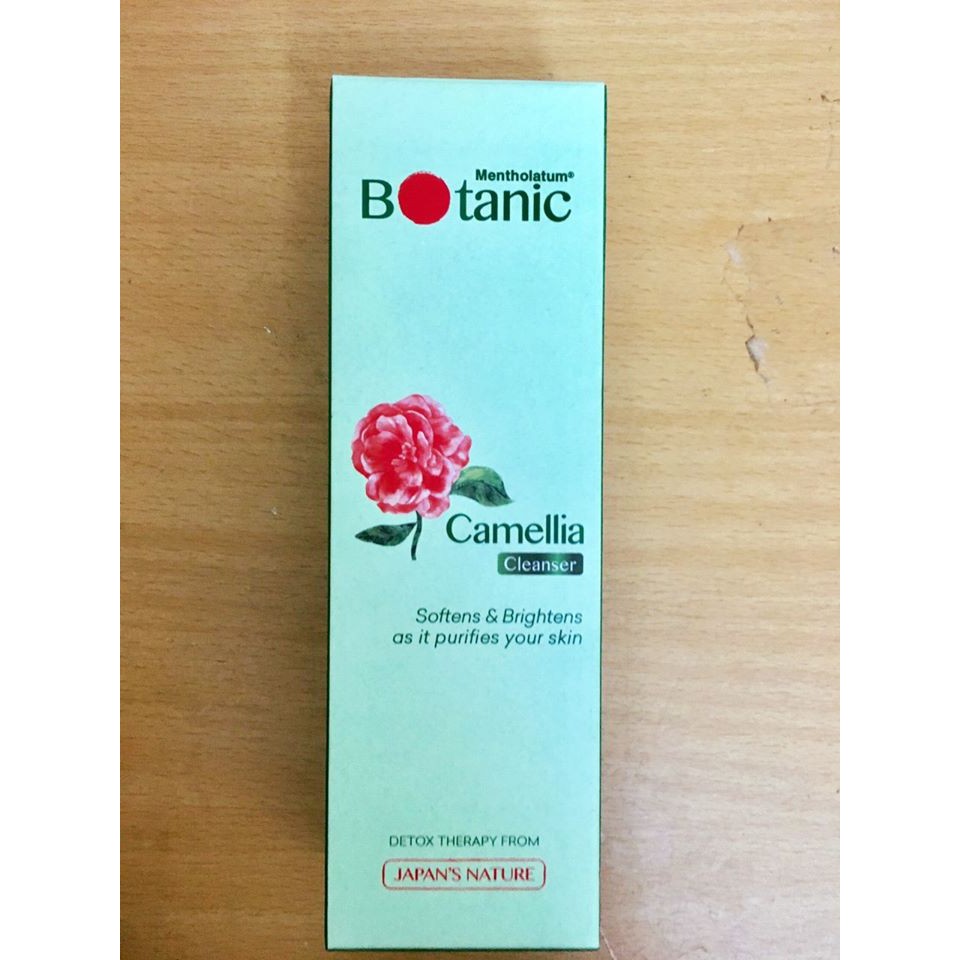 Mentholatum®
Botanic
Camellia
Cleanser
Softens & Brightens
as it purifies your skin
DETOX THERAPY FROM
JAPAN'S NATURE